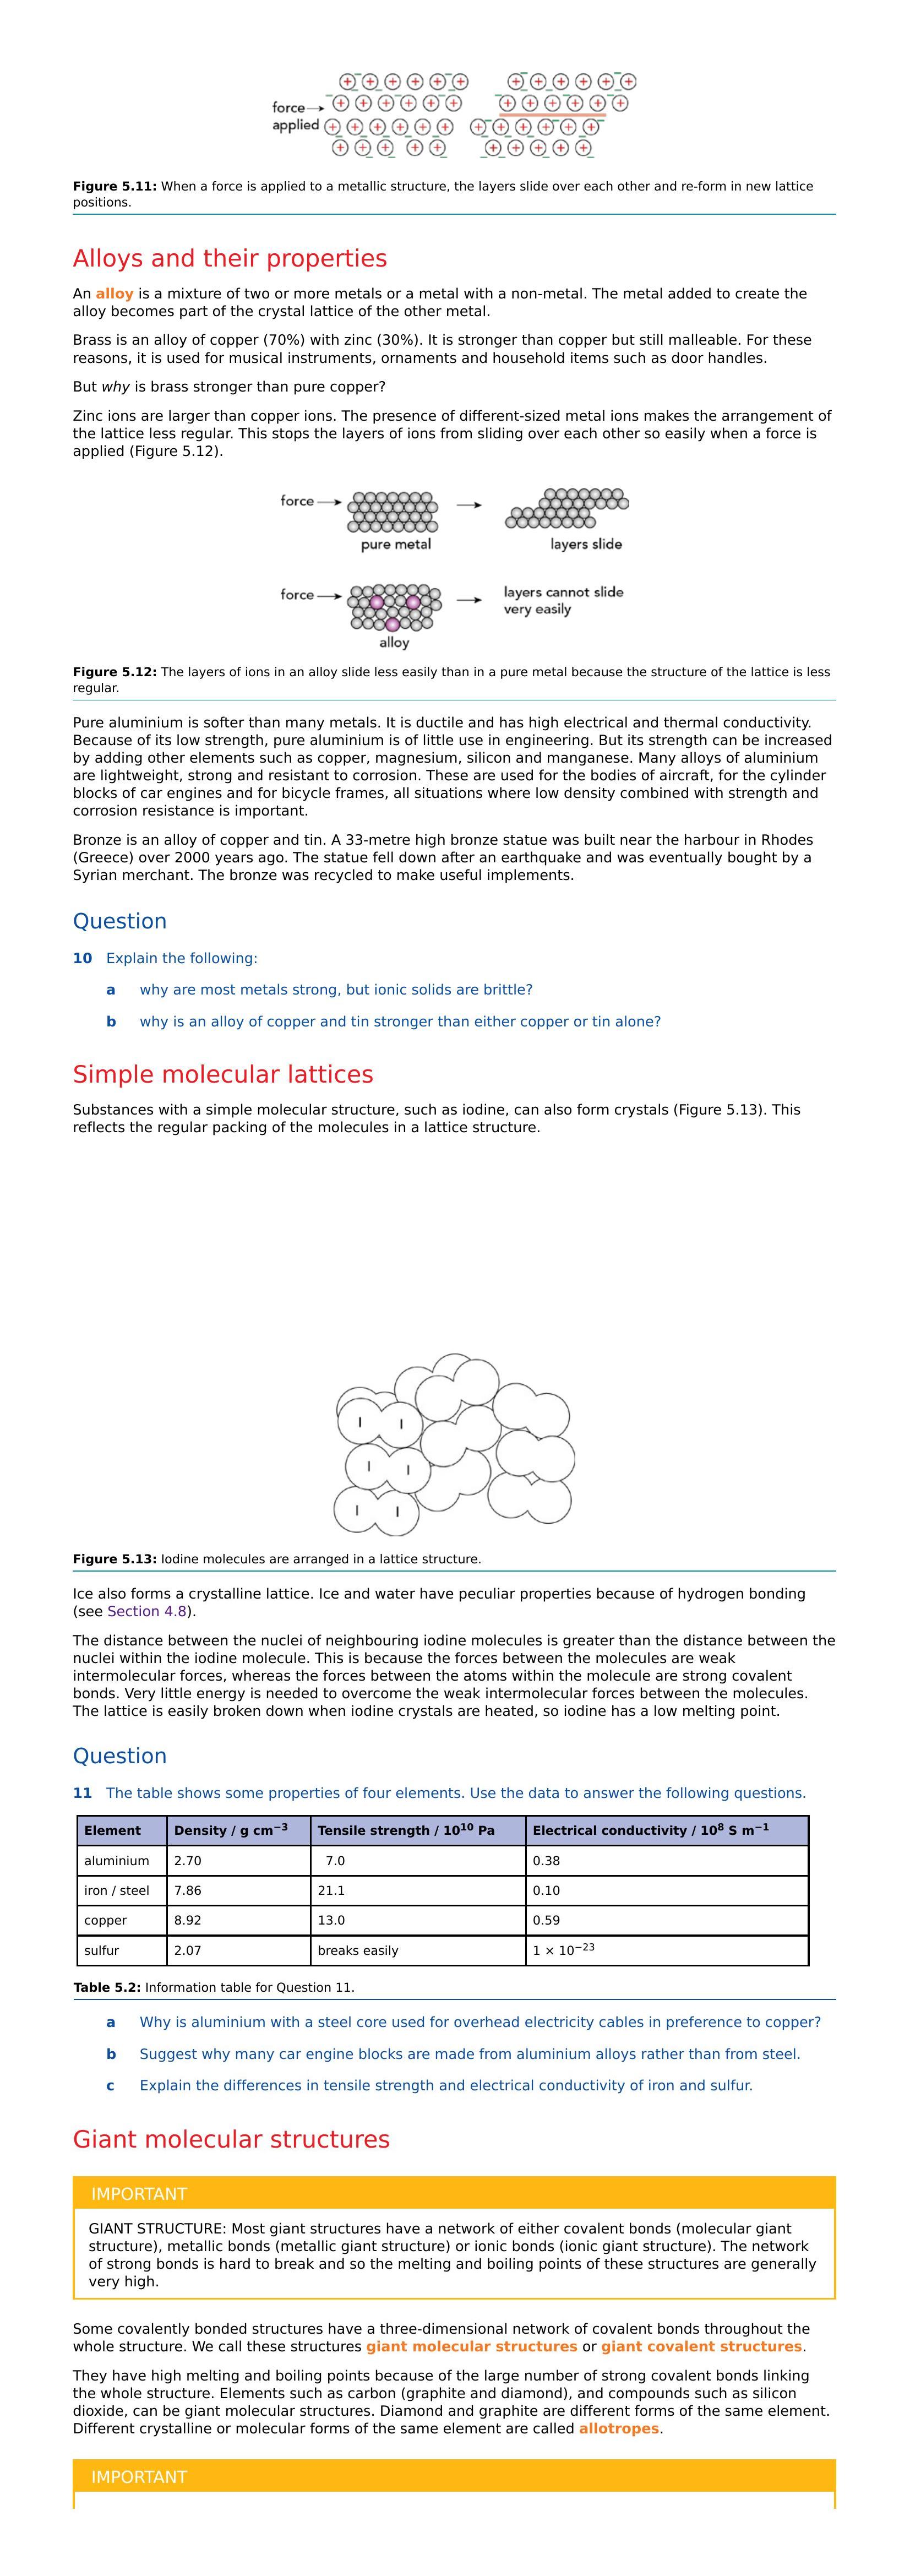 force
applied
Figure 5.11: When a force is applied to a metallic structure, the layers slide over each other and re-form in new lattice
positions.
Alloys and their properties
An alloy is a mixture of two or more metals or a metal with a non-metal. The metal added to create the
alloy becomes part of the crystal lattice of the other metal.
Brass is an alloy of copper (70%) with zinc (30%). It is stronger than copper but still malleable. For these
reasons, it is used for musical instruments, ornaments and household items such as door handles.
But why is brass stronger than pure copper?
Zinc ions are larger than copper ions. The presence of different-sized metal ions makes the arrangement of
the lattice less regular. This stops the layers of ions from sliding over each other so easily when a force is
applied (Figure 5.12).
force
pure metal
layers slide
force
layers cannot slide
very easily
alloy
Figure 5.12: The layers of ions in an alloy slide less easily than in a pure metal because the structure of the lattice is less
regular.
Pure aluminium is softer than many metals. It is ductile and has high electrical and thermal conductivity.
Because of its low strength, pure aluminium is of little use in engineering. But its strength can be increased
by adding other elements such as copper, magnesium, silicon and manganese. Many alloys of aluminium
are lightweight, strong and resistant to corrosion. These are used for the bodies of aircraft, for the cylinder
blocks of car engines and for bicycle frames, all situations where low density combined with strength and
corrosion resistance is important.
Bronze is an alloy of copper and tin. A 33-metre high bronze statue was built near the harbour in Rhodes
(Greece) over 2000 years ago. The statue fell down after an earthquake and was eventually bought by a
Syrian merchant. The bronze was recycled to make useful implements.
Question
10 Explain the following:
a why are most metals strong, but ionic solids are brittle?
b why is an alloy of copper and tin stronger than either copper or tin alone?
Simple molecular lattices
Substances with a simple molecular structure, such as iodine, can also form crystals (Figure 5.13). This
reflects the regular packing of the molecules in a lattice structure.
I I
I I
I I
Figure 5.13: Iodine molecules are arranged in a lattice structure.
Ice also forms a crystalline lattice. Ice and water have peculiar properties because of hydrogen bonding
(see Section 4.8).
The distance between the nuclei of neighbouring iodine molecules is greater than the distance between the
nuclei within the iodine molecule. This is because the forces between the molecules are weak
intermolecular forces, whereas the forces between the atoms within the molecule are strong covalent
bonds. Very little energy is needed to overcome the weak intermolecular forces between the molecules.
The lattice is easily broken down when iodine crystals are heated, so iodine has a low melting point.
Question
11 The table shows some properties of four elements. Use the data to answer the following questions.
Element Density / g cm⁻³ Tensile strength / 10¹⁰ Pa Electrical conductivity / 10⁸ S m⁻¹
aluminium 2.70 7.0 0.38
iron / steel 7.86 21.1 0.10
copper 8.92 13.0 0.59
sulfur 2.07 breaks easily 1 × 10⁻²³
Table 5.2: Information table for Question 11.
a Why is aluminium with a steel core used for overhead electricity cables in preference to copper?
b Suggest why many car engine blocks are made from aluminium alloys rather than from steel.
c Explain the differences in tensile strength and electrical conductivity of iron and sulfur.
Giant molecular structures
IMPORTANT
GIANT STRUCTURE: Most giant structures have a network of either covalent bonds (molecular giant
structure), metallic bonds (metallic giant structure) or ionic bonds (ionic giant structure). The network
of strong bonds is hard to break and so the melting and boiling points of these structures are generally
very high.
Some covalently bonded structures have a three-dimensional network of covalent bonds throughout the
whole structure. We call these structures giant molecular structures or giant covalent structures.
They have high melting and boiling points because of the large number of strong covalent bonds linking
the whole structure. Elements such as carbon (graphite and diamond), and compounds such as silicon
dioxide, can be giant molecular structures. Diamond and graphite are different forms of the same element.
Different crystalline or molecular forms of the same element are called allotropes.
IMPORTANT